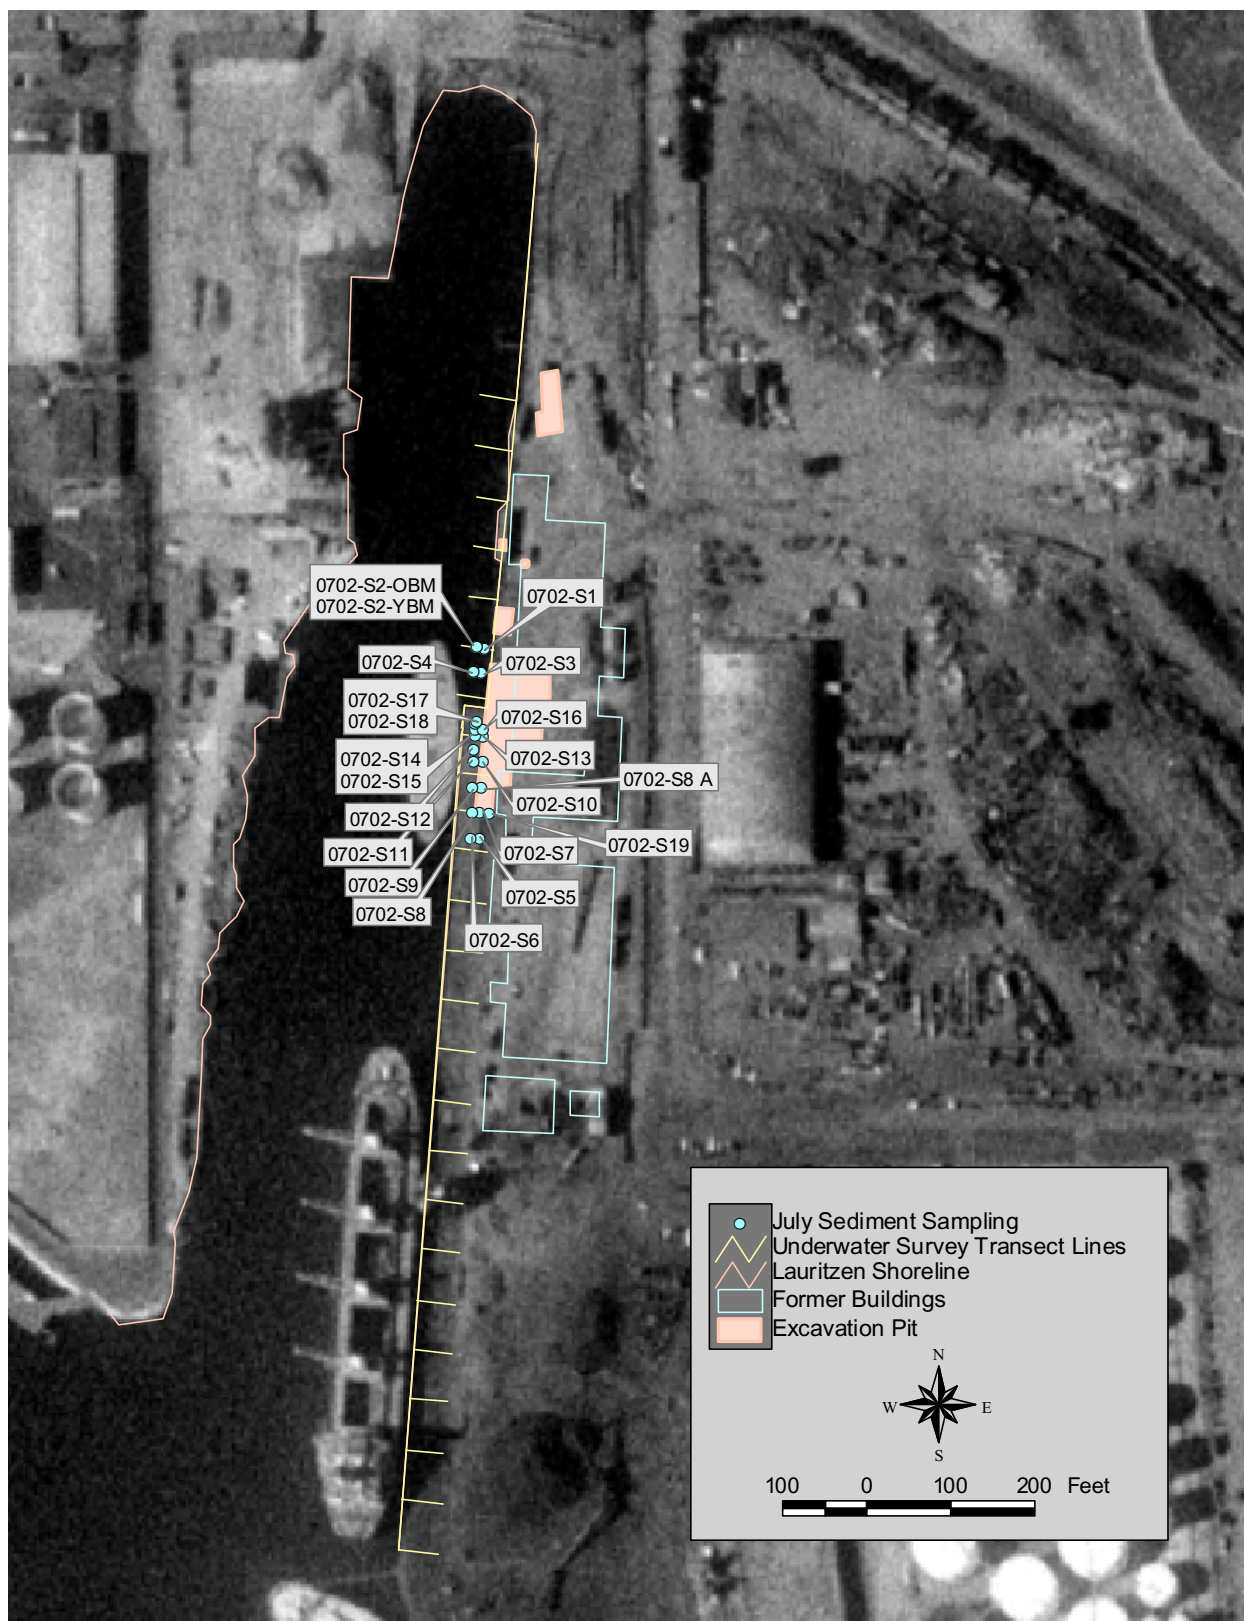 0702-S2-OBM
0702-S2-YBM
0702-S1
0702-S4
0702-S3
0702-S17
0702-S18
0702-S16
0702-S14
0702-S15
0702-S13
0702-S8 A
0702-S10
0702-S12
0702-S19
0702-S11
0702-S7
0702-S9
0702-S5
0702-S8
0702-S6
July Sediment Sampling
Underwater Survey Transect Lines
Lauritzen Shoreline
Former Buildings
Excavation Pit
N
W E
S
100 0 100 200 Feet